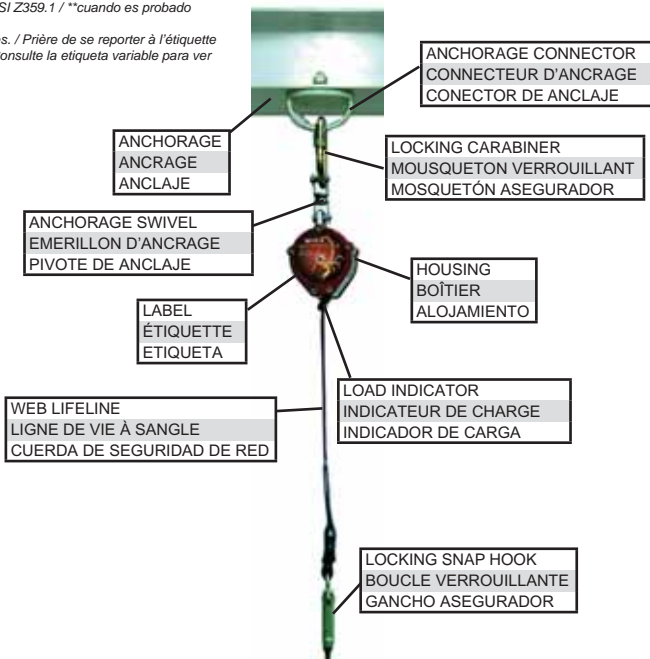 SI Z359.1 / **cuando es probado
s. / Prière de se reporter à l'étiquette
onsulte la etiqueta variable para ver
ANCHORAGE CONNECTOR
CONNECTEUR D'ANCRAGE
CONECTOR DE ANCLAJE
ANCHORAGE
ANCRAGE
ANCLAJE
LOCKING CARABINER
MOUSQUETON VERROUILLANT
MOSQUETÓN ASEGURADOR
ANCHORAGE SWIVEL
EMERILLON D'ANCRAGE
PIVOTE DE ANCLAJE
HOUSING
BOÎTIER
ALOJAMIENTO
LABEL
ÉTIQUETTE
ETIQUETA
LOAD INDICATOR
INDICATEUR DE CHARGE
INDICADOR DE CARGA
WEB LIFELINE
LIGNE DE VIE À SANGLE
CUERDA DE SEGURIDAD DE RED
LOCKING SNAP HOOK
BOUCLE VERROUILLANTE
GANCHO ASEGURADOR